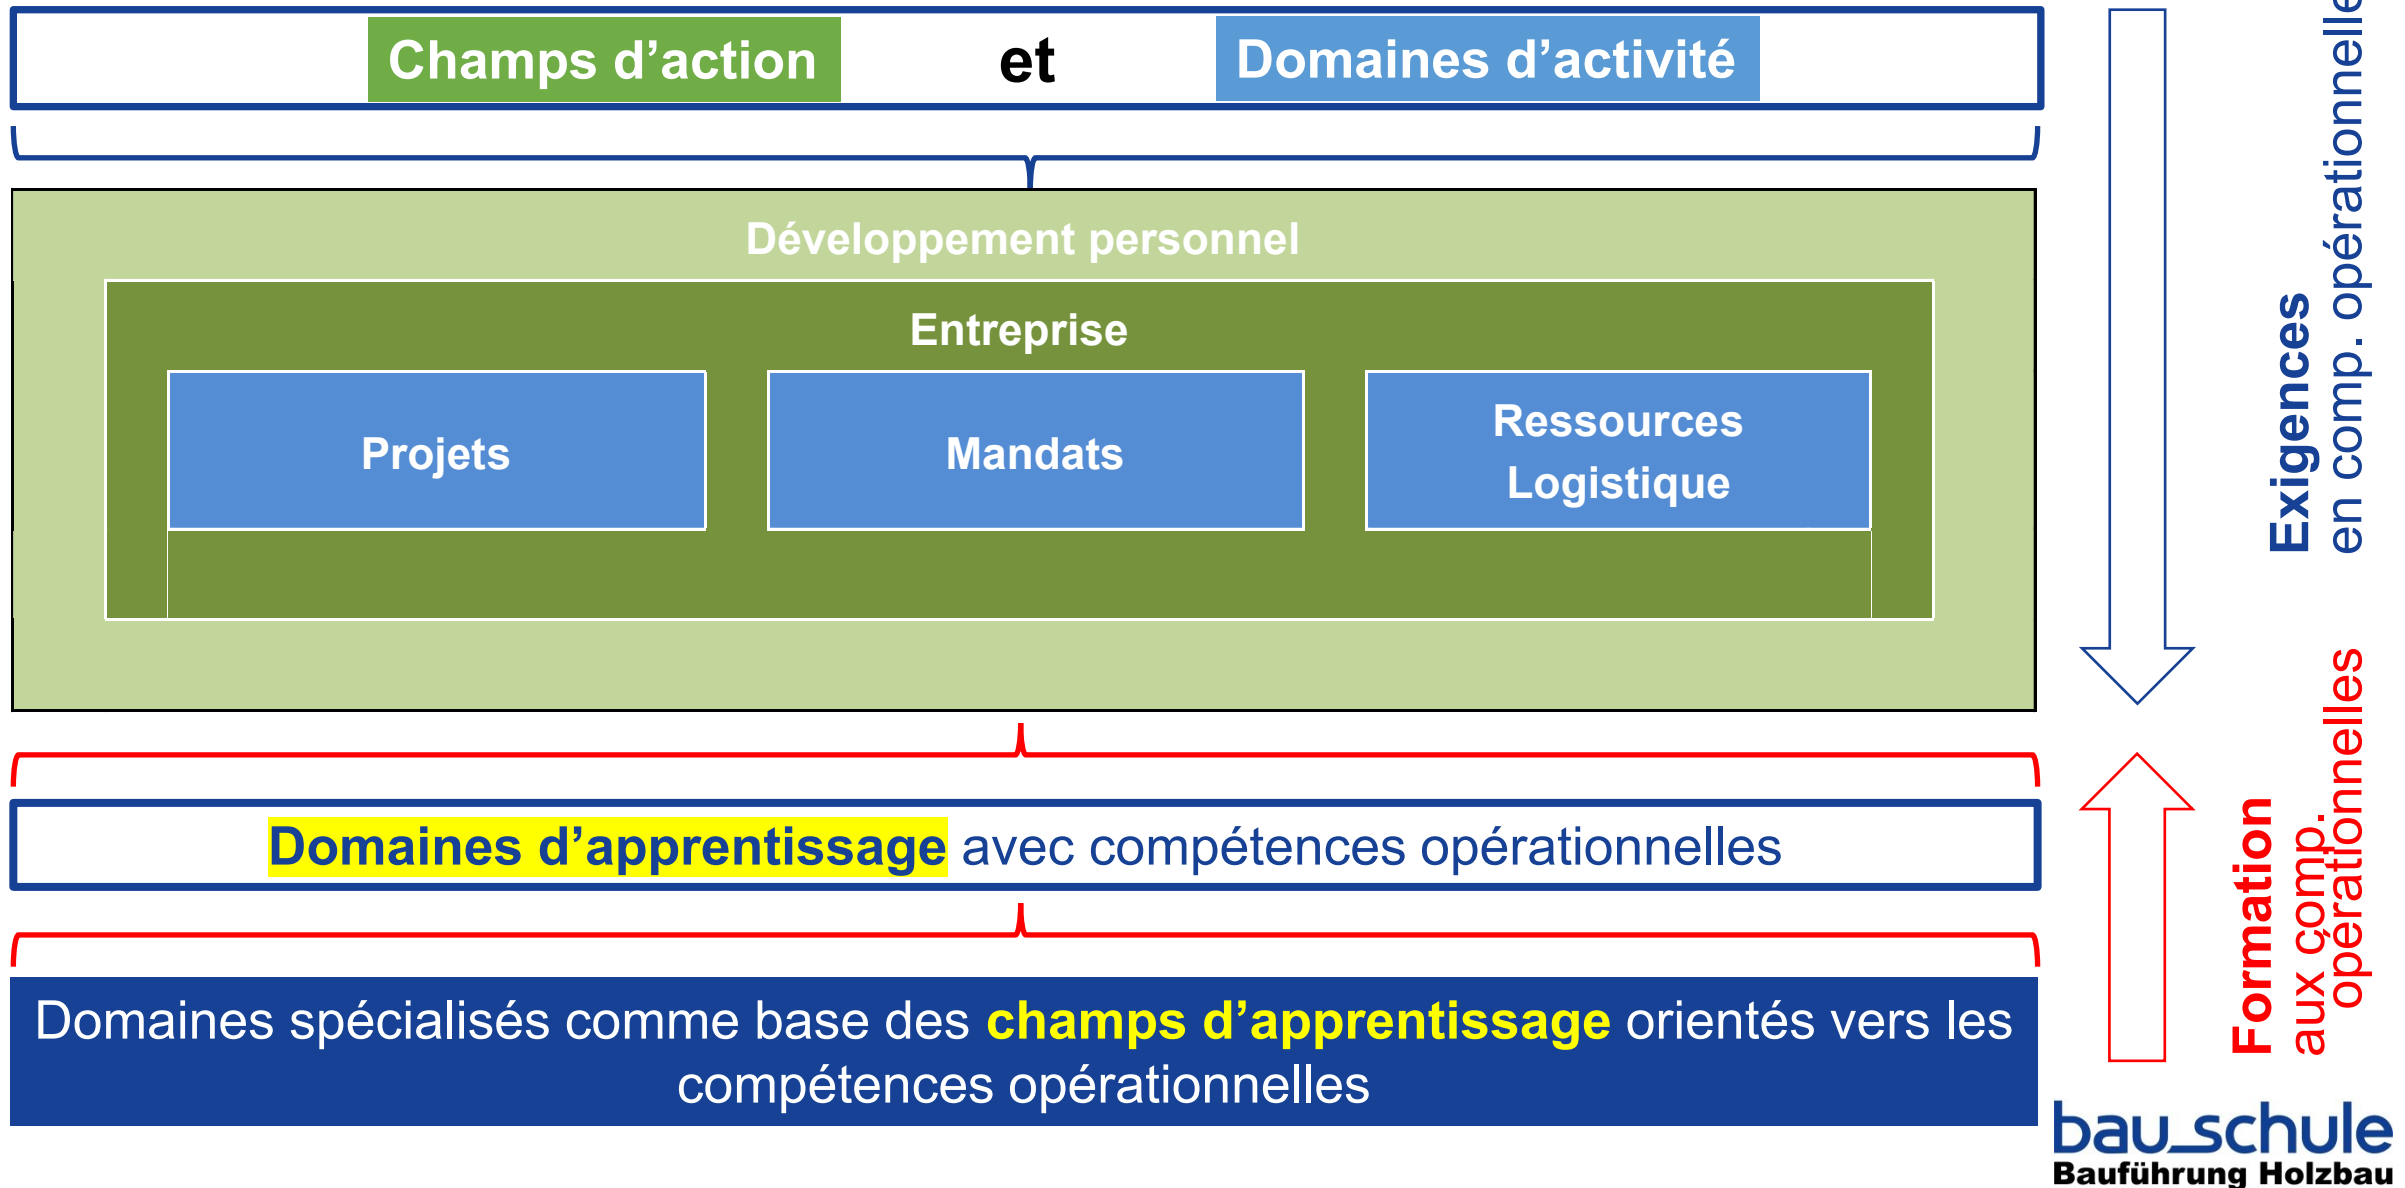 Champs d’action et Domaines d’activité
Développement personnel
Entreprise
Projets
Mandats
Ressources
Logistique
Domaines d’apprentissage avec compétences opérationnelles
Domaines spécialisés comme base des champs d’apprentissage orientés vers les
compétences opérationnelles
Exigences
en comp. opérationnelle
Formation
aux comp.
opérationnelles
bau_schule
Bauführung Holzbau